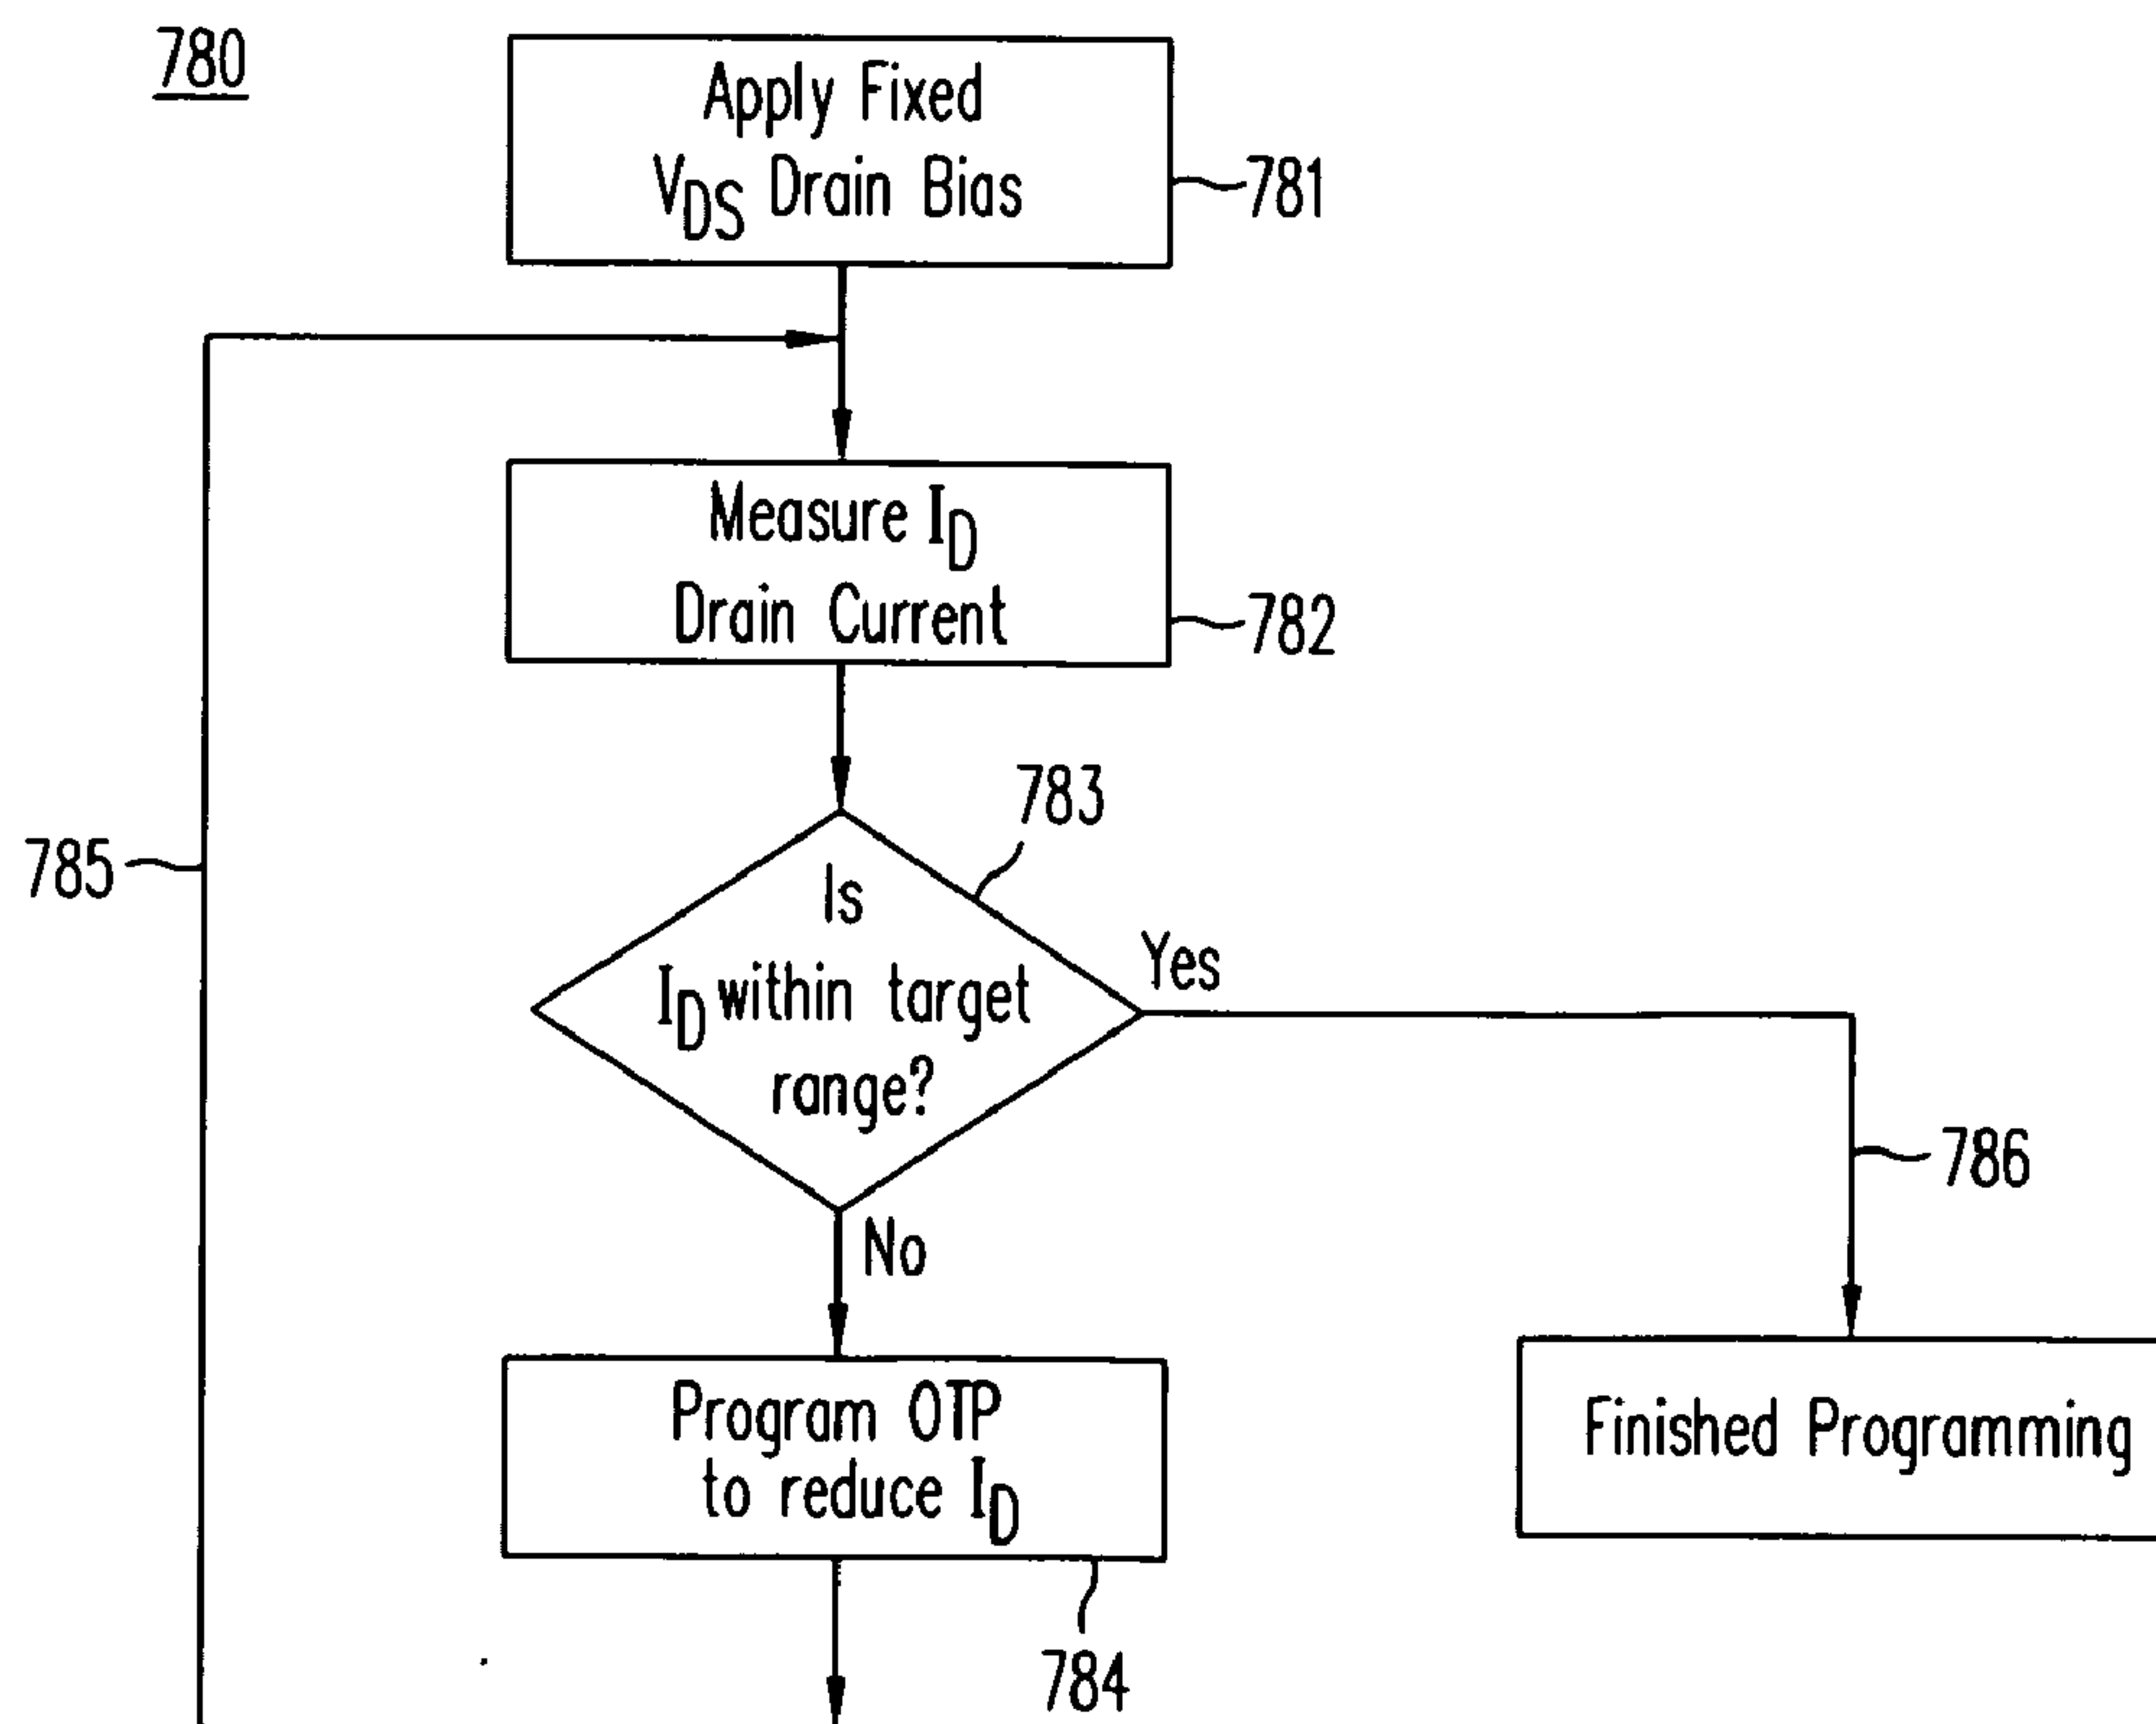 780
Apply Fixed
VDS Drain Bias
781
Measure ID
Drain Current
782
783
785
Is
ID within target
range?
Yes
786
No
Program OTP
to reduce ID
Finished Programming
784